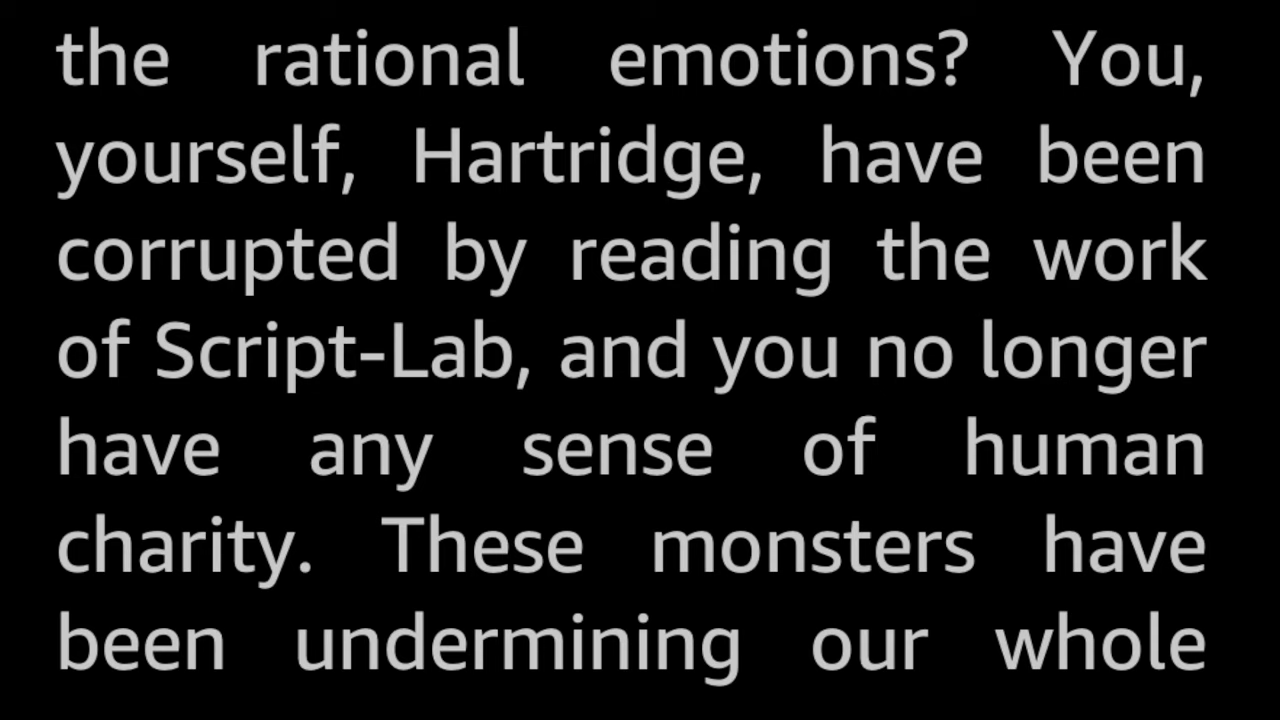 the rational emotions? You,
yourself, Hartridge, have been
corrupted by reading the work
of Script-Lab, and you no longer
have any sense of human
charity. These monsters have
been undermining our whole